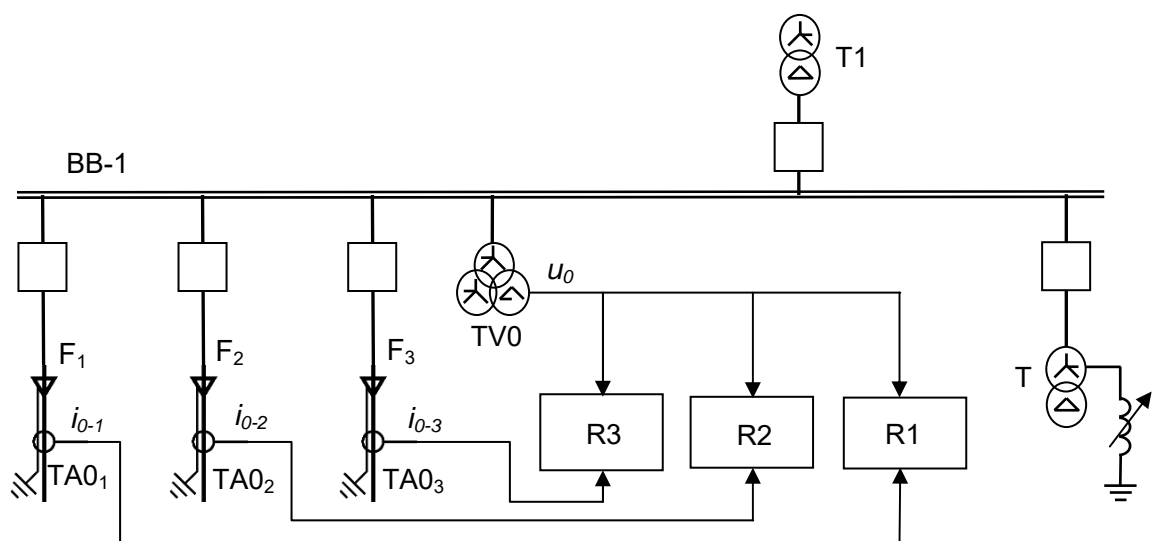 T1
BB-1
u₀
TV0
F₁
F₂
F₃
T
i₀₋₁
i₀₋₂
i₀₋₃
R3
R2
R1
TA0₁
TA0₂
TA0₃